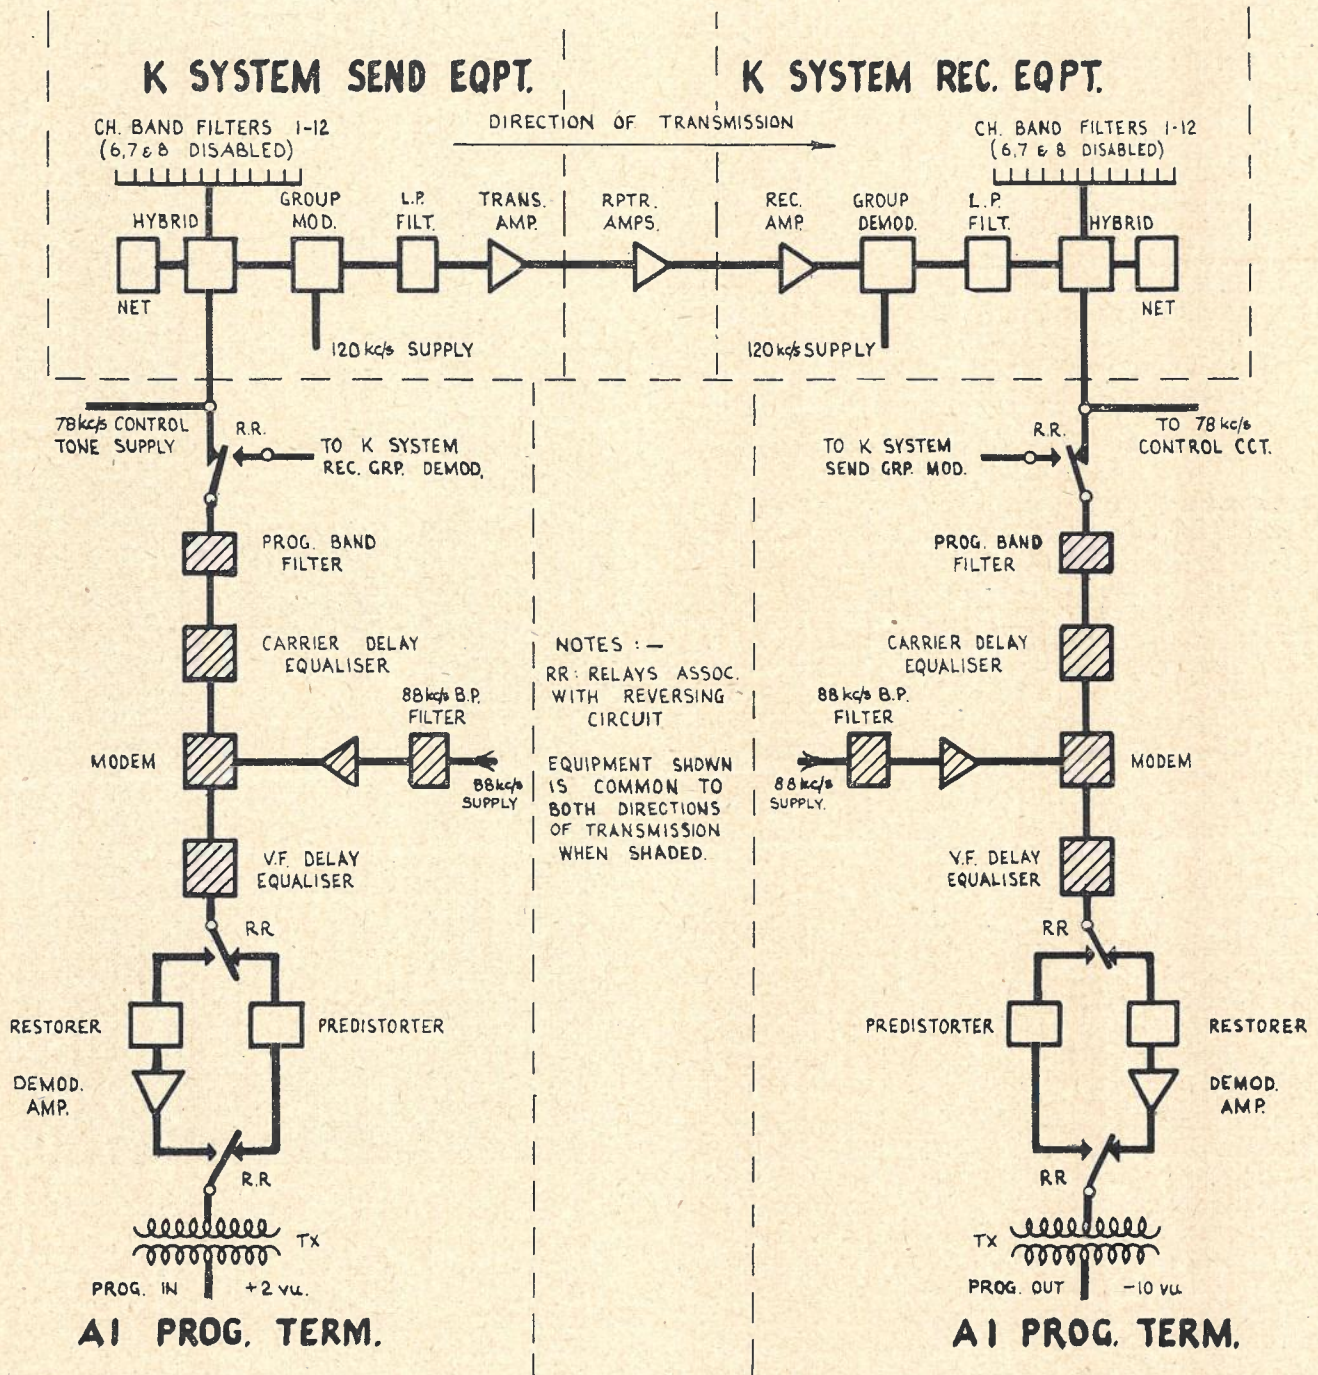 K SYSTEM SEND EQPT.
K SYSTEM REC. EQPT.
DIRECTION OF TRANSMISSION
CH. BAND FILTERS 1-12
(6,7 & 8 DISABLED)
CH. BAND FILTERS 1-12
(6,7 & 8 DISABLED)
HYBRID
GROUP
MOD.
L.P.
FILT.
TRANS.
AMP.
RPTR.
AMPS.
REC.
AMP.
GROUP
DEMOD.
L.P.
FILT.
HYBRID
NET
NET
120 kc/s SUPPLY
120 kc/s SUPPLY
78 kc/s CONTROL
TONE SUPPLY
R.R.
TO K SYSTEM
REC. GRP. DEMOD,
TO K SYSTEM
SEND GRP. MOD.
R.R.
TO 78 kc/s
CONTROL CCT.
PROG. BAND
FILTER
PROG. BAND
FILTER
CARRIER DELAY
EQUALISER
CARRIER DELAY
EQUALISER
88 kc/s B.P.
FILTER
88 kc/s B.P.
FILTER
MODEM
88 kc/s
SUPPLY
88 kc/s
SUPPLY.
MODEM
NOTES :—
RR: RELAYS ASSOC.
WITH REVERSING
CIRCUIT
EQUIPMENT SHOWN
IS COMMON TO
BOTH DIRECTIONS
OF TRANSMISSION
WHEN SHADED.
V.F. DELAY
EQUALISER
V.F. DELAY
EQUALISER
RR
RR
RESTORER
PREDISTORTER
PREDISTORTER
RESTORER
DEMOD.
AMP.
DEMOD.
AMP.
R.R
RR
TX
TX
PROG. IN +2 vu.
PROG. OUT -10 vu
A1 PROG. TERM.
A1 PROG. TERM.